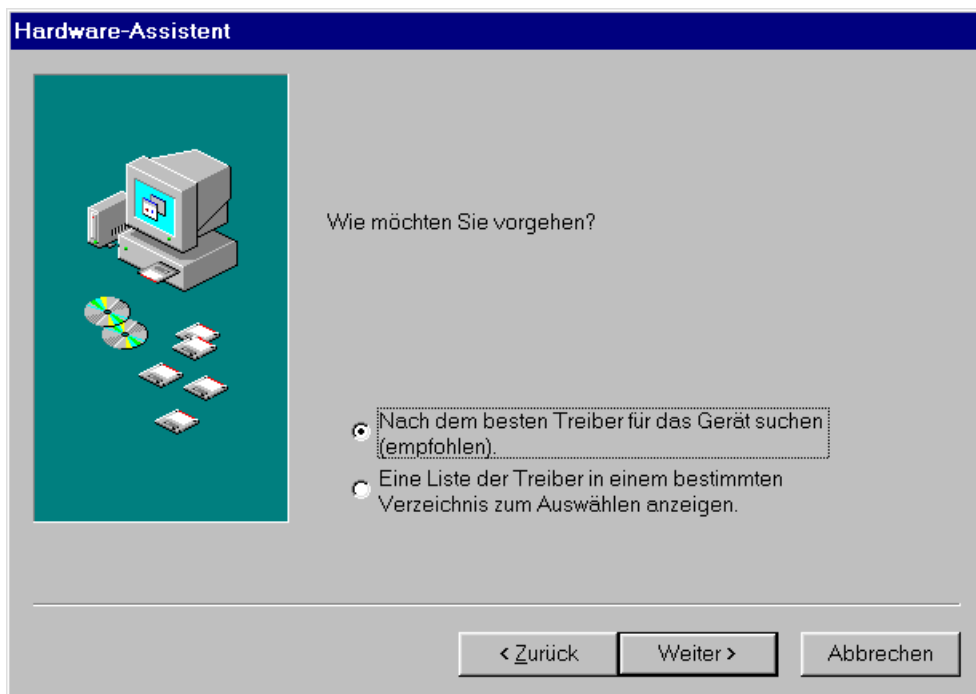 Hardware-Assistent
Wie möchten Sie vorgehen?
Nach dem besten Treiber für das Gerät suchen
(empfohlen).
Eine Liste der Treiber in einem bestimmten
Verzeichnis zum Auswählen anzeigen.
< Zurück
Weiter >
Abbrechen